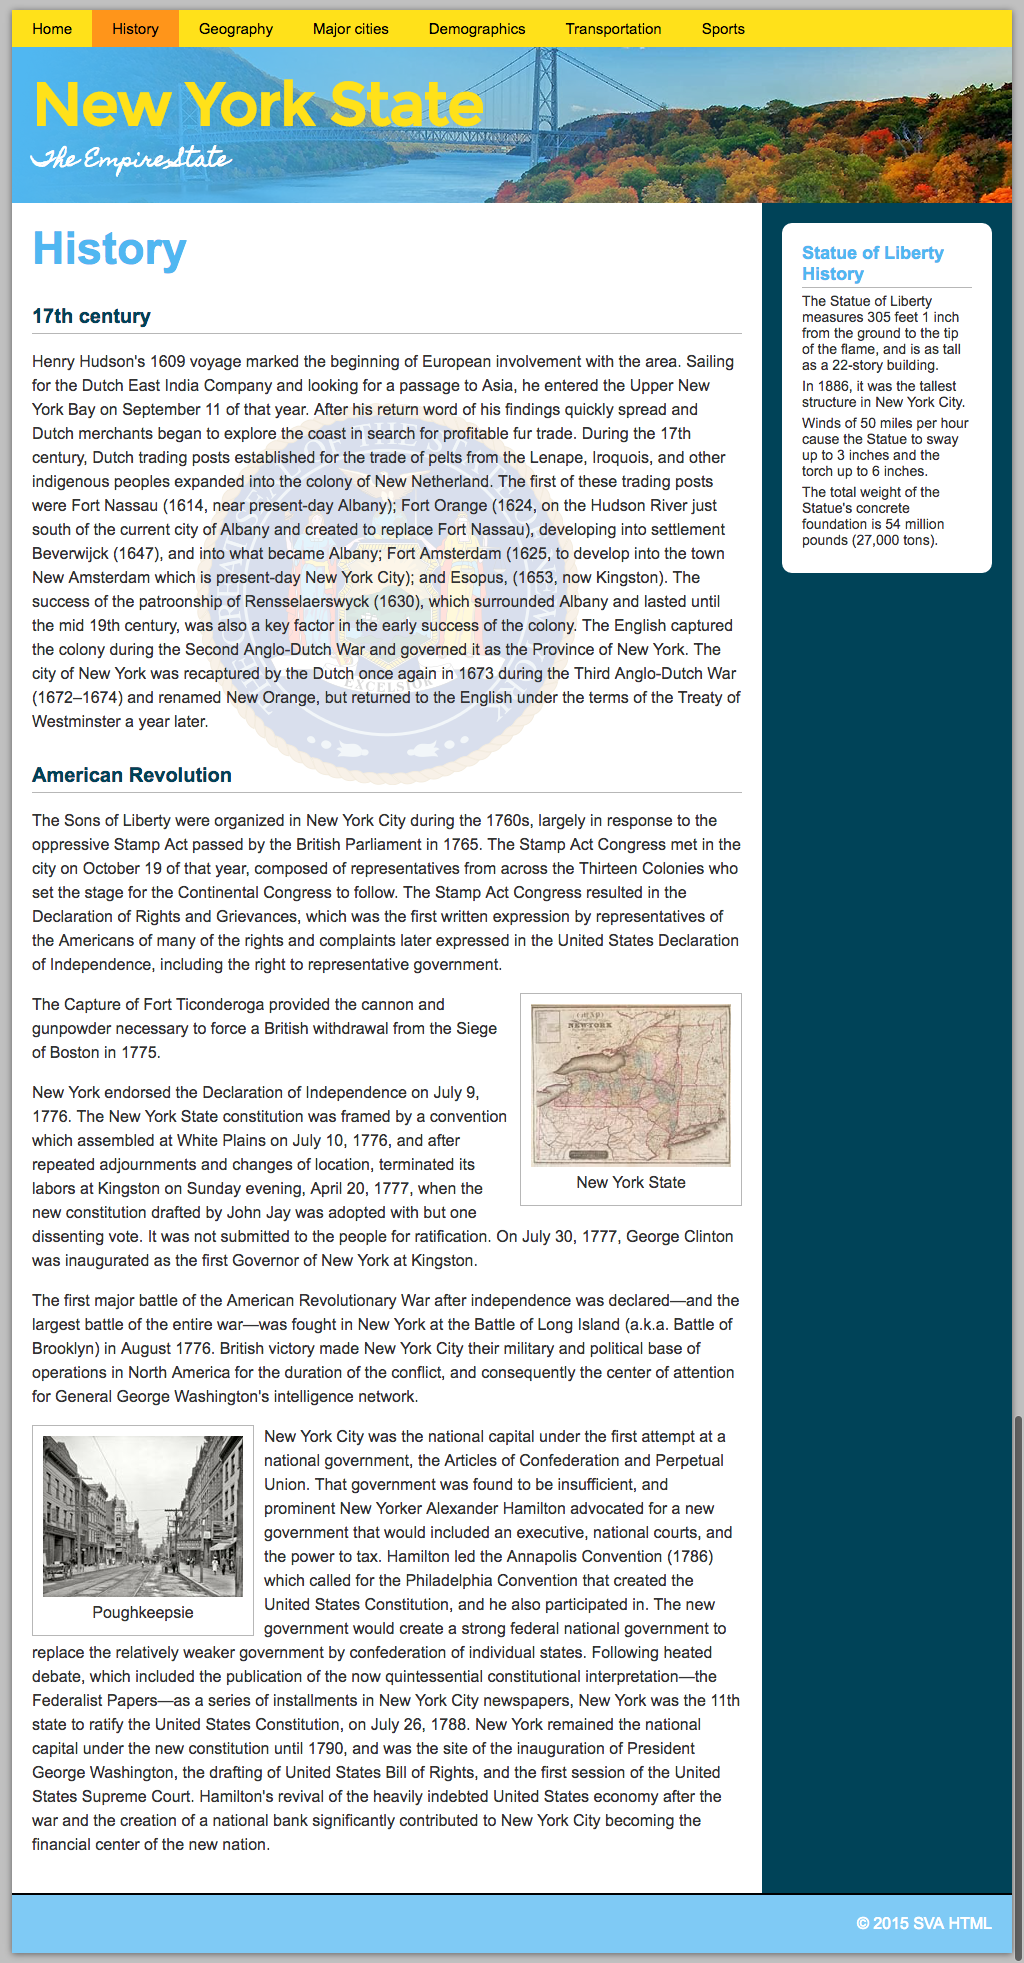 Home History Geography Major cities Demographics Transportation Sports
New York State
The Empire State
History
17th century
Henry Hudson's 1609 voyage marked the beginning of European involvement with the area. Sailing
for the Dutch East India Company and looking for a passage to Asia, he entered the Upper New
York Bay on September 11 of that year. After his return word of his findings quickly spread and
Dutch merchants began to explore the coast in search for profitable fur trade. During the 17th
century, Dutch trading posts established for the trade of pelts from the Lenape, Iroquois, and other
indigenous peoples expanded into the colony of New Netherland. The first of these trading posts
were Fort Nassau (1614, near present-day Albany); Fort Orange (1624, on the Hudson River just
south of the current city of Albany and created to replace Fort Nassau), developing into settlement
Beverwijck (1647), and into what became Albany; Fort Amsterdam (1625, to develop into the town
New Amsterdam which is present-day New York City); and Esopus, (1653, now Kingston). The
success of the patroonship of Rensselaerswyck (1630), which surrounded Albany and lasted until
the mid 19th century, was also a key factor in the early success of the colony. The English captured
the colony during the Second Anglo-Dutch War and governed it as the Province of New York. The
city of New York was recaptured by the Dutch once again in 1673 during the Third Anglo-Dutch War
(1672–1674) and renamed New Orange, but returned to the English under the terms of the Treaty of
Westminster a year later.
THE GREAT SEAL OF THE STATE OF NEW YORK
EXCELSIOR
American Revolution
The Sons of Liberty were organized in New York City during the 1760s, largely in response to the
oppressive Stamp Act passed by the British Parliament in 1765. The Stamp Act Congress met in the
city on October 19 of that year, composed of representatives from across the Thirteen Colonies who
set the stage for the Continental Congress to follow. The Stamp Act Congress resulted in the
Declaration of Rights and Grievances, which was the first written expression by representatives of
the Americans of many of the rights and complaints later expressed in the United States Declaration
of Independence, including the right to representative government.
The Capture of Fort Ticonderoga provided the cannon and
gunpowder necessary to force a British withdrawal from the Siege
of Boston in 1775.
New York endorsed the Declaration of Independence on July 9,
1776. The New York State constitution was framed by a convention
which assembled at White Plains on July 10, 1776, and after
repeated adjournments and changes of location, terminated its
labors at Kingston on Sunday evening, April 20, 1777, when the
new constitution drafted by John Jay was adopted with but one
dissenting vote. It was not submitted to the people for ratification. On July 30, 1777, George Clinton
was inaugurated as the first Governor of New York at Kingston.
MAP
NEW-YORK
New York State
The first major battle of the American Revolutionary War after independence was declared—and the
largest battle of the entire war—was fought in New York at the Battle of Long Island (a.k.a. Battle of
Brooklyn) in August 1776. British victory made New York City their military and political base of
operations in North America for the duration of the conflict, and consequently the center of attention
for General George Washington's intelligence network.
Poughkeepsie
New York City was the national capital under the first attempt at a
national government, the Articles of Confederation and Perpetual
Union. That government was found to be insufficient, and
prominent New Yorker Alexander Hamilton advocated for a new
government that would included an executive, national courts, and
the power to tax. Hamilton led the Annapolis Convention (1786)
which called for the Philadelphia Convention that created the
United States Constitution, and he also participated in. The new
government would create a strong federal national government to
replace the relatively weaker government by confederation of individual states. Following heated
debate, which included the publication of the now quintessential constitutional interpretation—the
Federalist Papers—as a series of installments in New York City newspapers, New York was the 11th
state to ratify the United States Constitution, on July 26, 1788. New York remained the national
capital under the new constitution until 1790, and was the site of the inauguration of President
George Washington, the drafting of United States Bill of Rights, and the first session of the United
States Supreme Court. Hamilton's revival of the heavily indebted United States economy after the
war and the creation of a national bank significantly contributed to New York City becoming the
financial center of the new nation.
Statue of Liberty
History
The Statue of Liberty
measures 305 feet 1 inch
from the ground to the tip
of the flame, and is as tall
as a 22-story building.
In 1886, it was the tallest
structure in New York City.
Winds of 50 miles per hour
cause the Statue to sway
up to 3 inches and the
torch up to 6 inches.
The total weight of the
Statue's concrete
foundation is 54 million
pounds (27,000 tons).
© 2015 SVA HTML